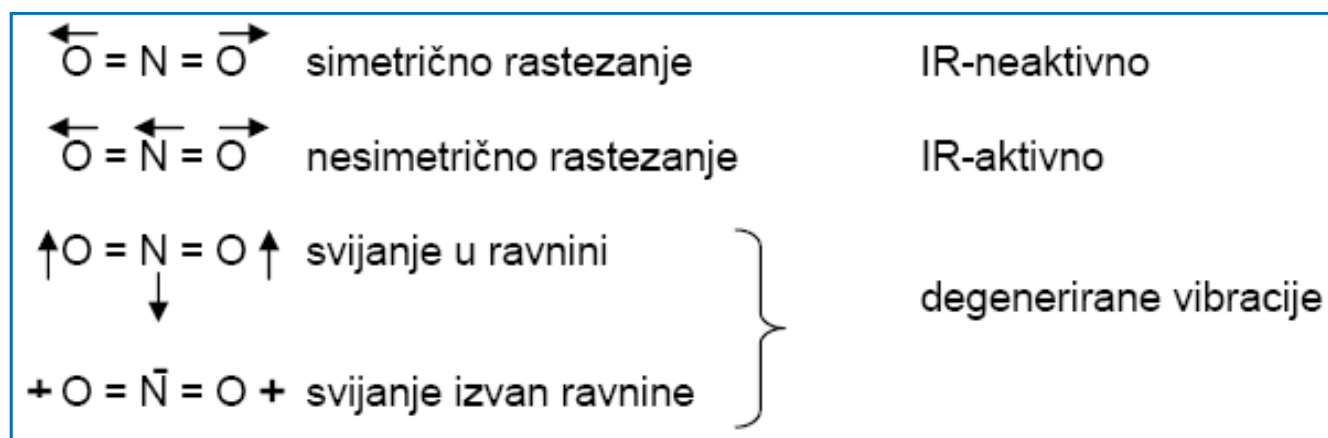 O = N = O simetrično rastezanje IR-neaktivno
O = N = O nesimetrično rastezanje IR-aktivno
O = N = O svijanje u ravnini
degenerirane vibracije
+ O = N̄ = O + svijanje izvan ravnine